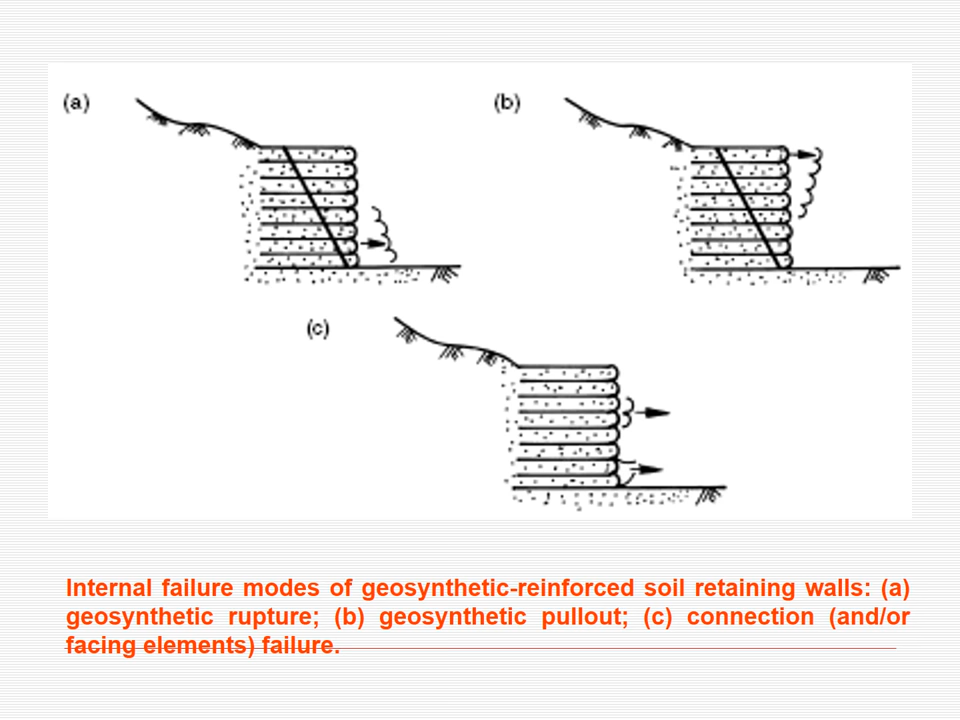 (a)
(b)
(c)
Internal failure modes of geosynthetic-reinforced soil retaining walls: (a)
geosynthetic rupture; (b) geosynthetic pullout; (c) connection (and/or
facing elements) failure.